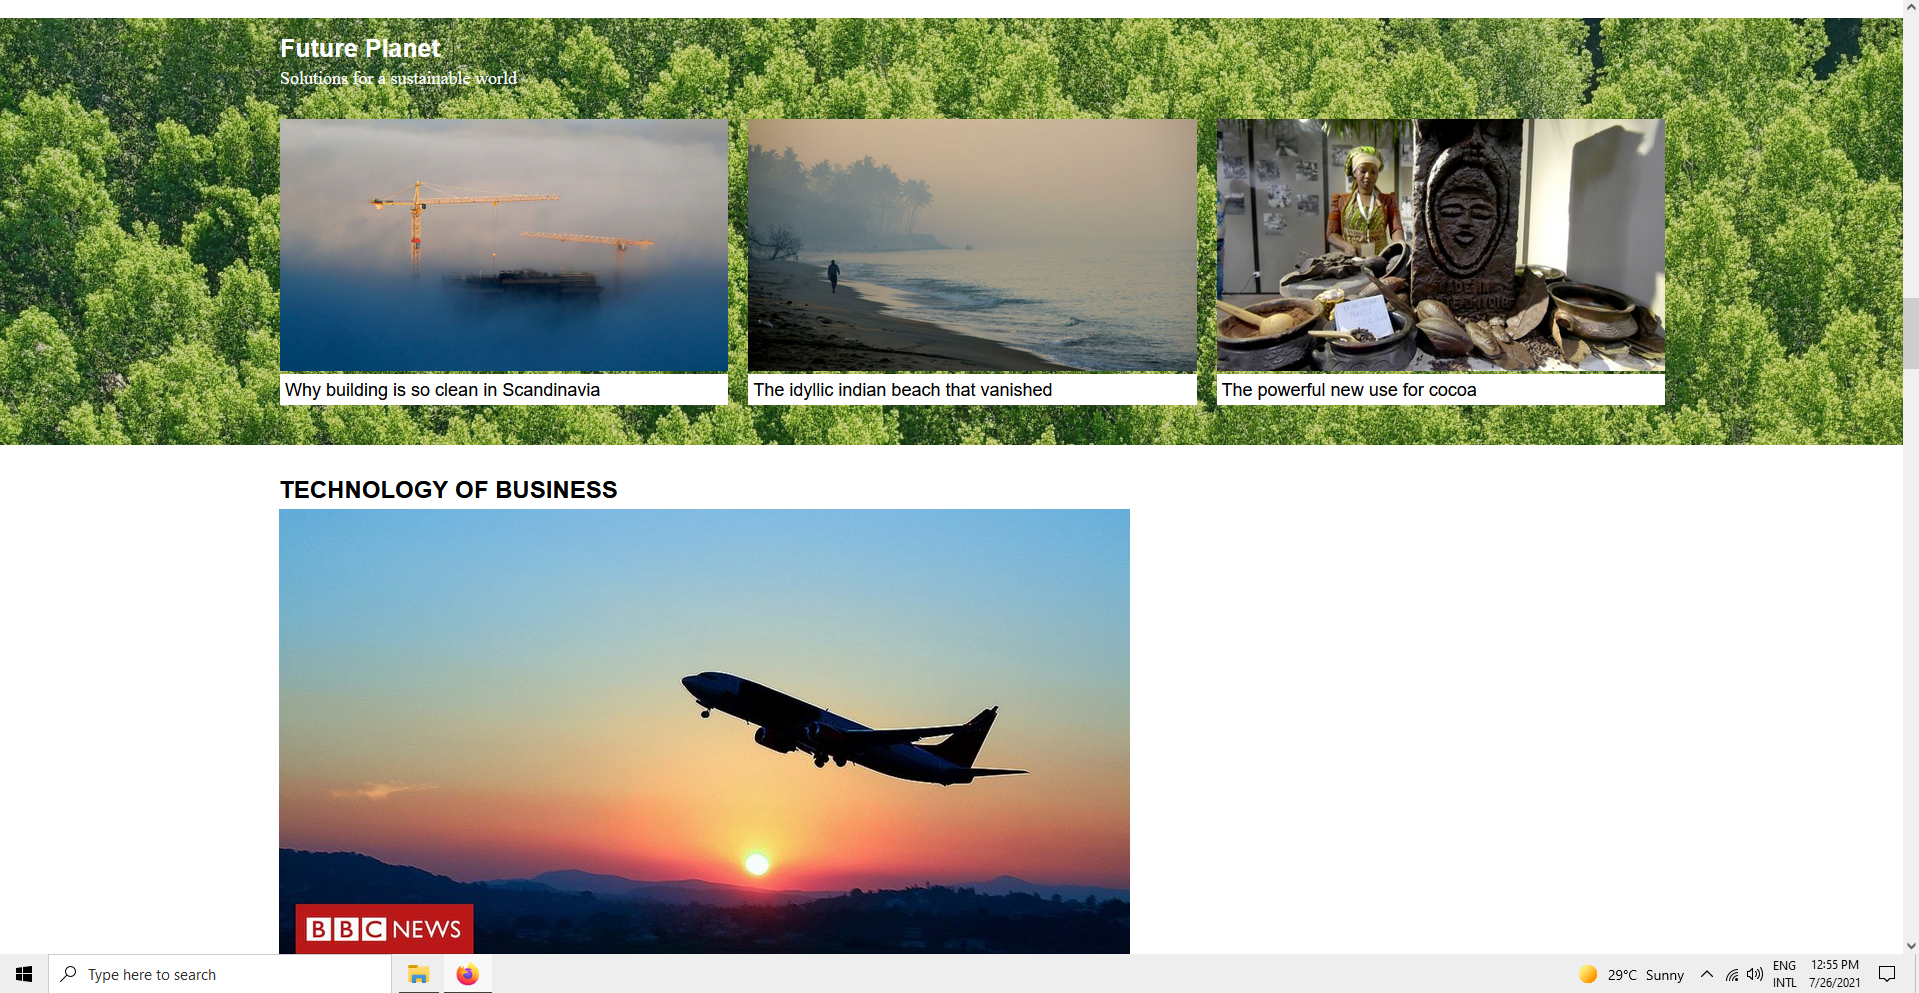 Future Planet
Solutions for a sustainable world
Why building is so clean in Scandinavia
The idyllic indian beach that vanished
The powerful new use for cocoa
TECHNOLOGY OF BUSINESS
BBC NEWS
Type here to search
29°C Sunny
ENG
INTL
12:55 PM
7/26/2021